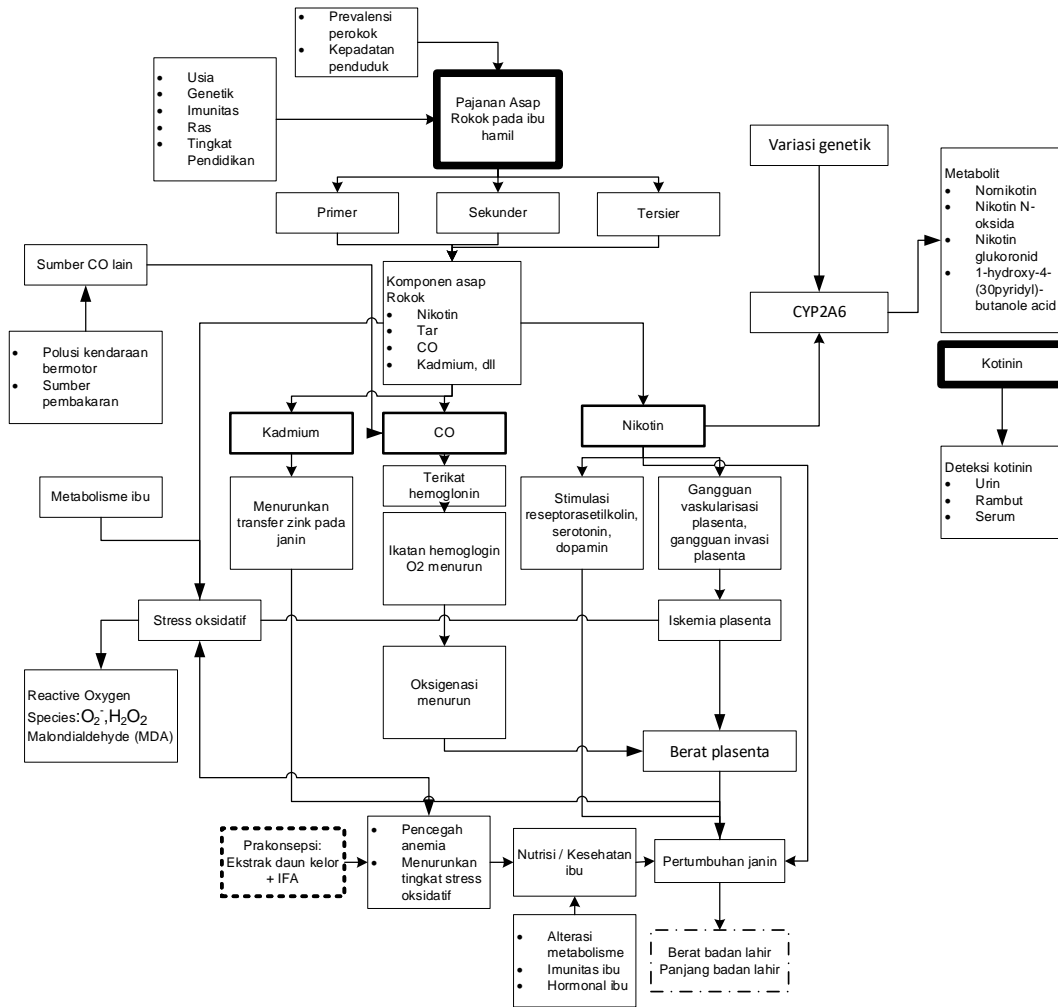 • Prevalensi
perokok
• Kepadatan
penduduk
• Usia
• Genetik
• Imunitas
• Ras
• Tingkat
Pendidikan
Pajanan Asap
Rokok pada ibu
hamil
Variasi genetik
Metabolit
• Nornikotin
• Nikotin N-
oksida
• Nikotin
glukoronid
• 1-hydroxy-4-
(30pyridyl)-
butanole acid
Primer
Sekunder
Tersier
Sumber CO lain
Komponen asap
Rokok
• Nikotin
• Tar
• CO
• Kadmium, dll
CYP2A6
• Polusi kendaraan
bermotor
• Sumber
pembakaran
Kotinin
Kadmium
CO
Nikotin
Deteksi kotinin
• Urin
• Rambut
• Serum
Metabolisme ibu
Menurunkan
transfer zink pada
janin
Terikat
hemoglonin
Stimulasi
reseptorasetilkolin,
serotonin,
dopamin
Gangguan
vaskularisasi
plasenta,
gangguan invasi
plasenta
Ikatan hemoglogin
O2 menurun
Stress oksidatif
Iskemia plasenta
Reactive Oxygen
Species:O₂⁻,H₂O₂
Malondialdehyde (MDA)
Oksigenasi
menurun
Berat plasenta
Prakonsepsi:
Ekstrak daun kelor
+ IFA
• Pencegah
anemia
• Menurunkan
tingkat stress
oksidatif
Nutrisi / Kesehatan
ibu
Pertumbuhan janin
• Alterasi
metabolisme
• Imunitas ibu
• Hormonal ibu
Berat badan lahir
Panjang badan lahir